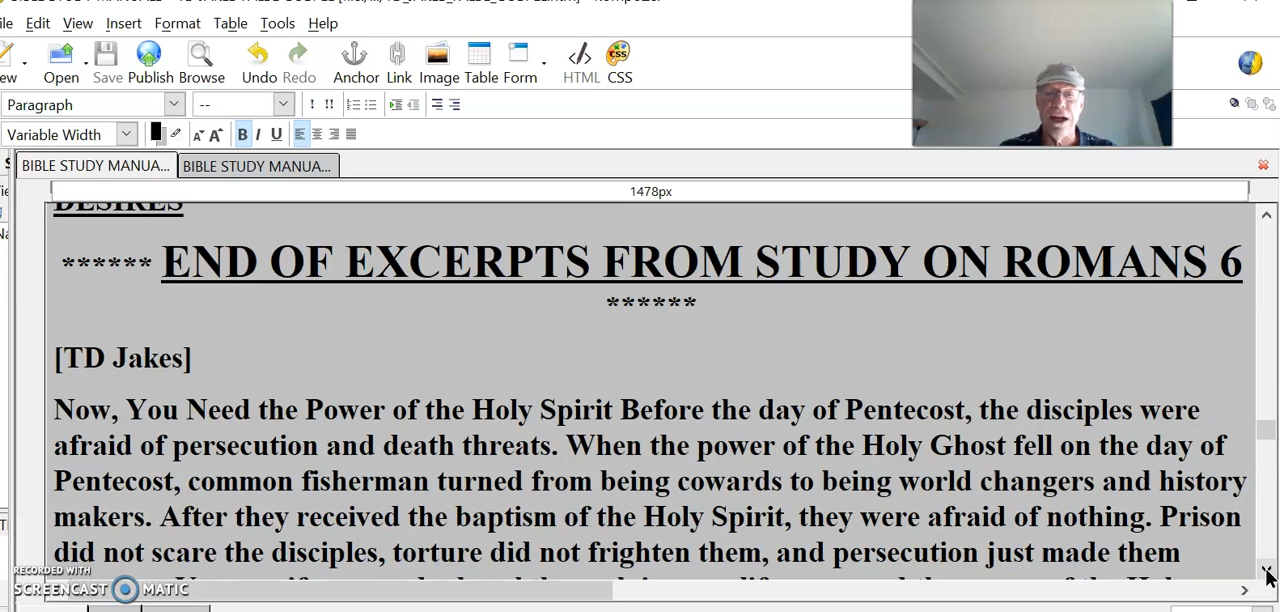 File Edit View Insert Format Table Tools Help
Open Save Publish Browse Undo Redo Anchor Link Image Table Form HTML CSS
Paragraph --
Variable Width B I U
BIBLE STUDY MANUA... BIBLE STUDY MANUA...
1478px
DESIRES
****** END OF EXCERPTS FROM STUDY ON ROMANS 6
******
[TD Jakes]
Now, You Need the Power of the Holy Spirit Before the day of Pentecost, the disciples were
afraid of persecution and death threats. When the power of the Holy Ghost fell on the day of
Pentecost, common fisherman turned from being cowards to being world changers and history
makers. After they received the baptism of the Holy Spirit, they were afraid of nothing. Prison
did not scare the disciples, torture did not frighten them, and persecution just made them
RECORDED WITH
SCREENCAST MATIC